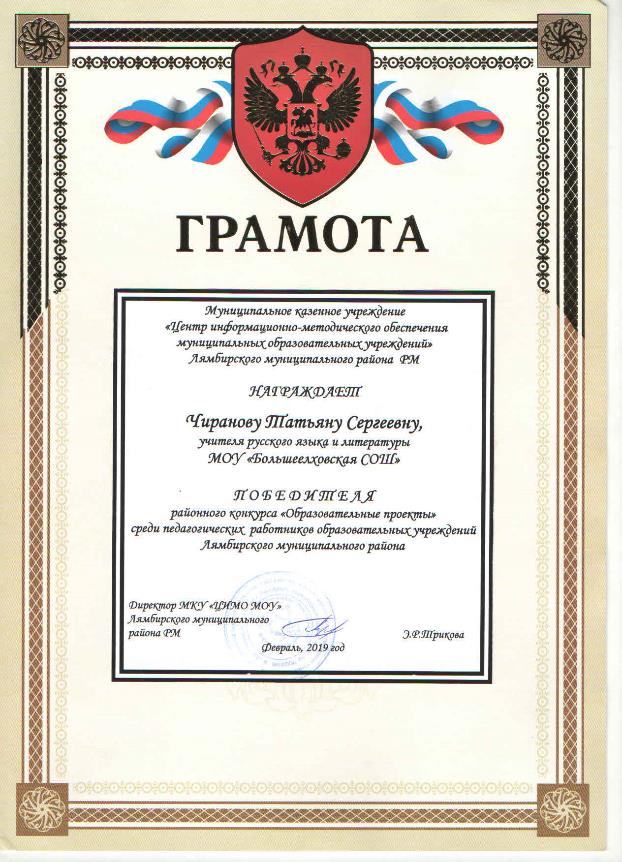 ГРАМОТА
Муниципальное казенное учреждение
«Центр информационно-методического обеспечения
муниципальных образовательных учреждений»
Лямбирского муниципального района РМ
НАГРАЖДАЕТ
Чиранову Татьяну Сергеевну,
учителя русского языка и литературы
МОУ «Большеелховская СОШ»
ПОБЕДИТЕЛЯ
районного конкурса «Образовательные проекты»
среди педагогических работников образовательных учреждений
Лямбирского муниципального района
Директор МКУ «ЦИМО МОУ»
Лямбирского муниципального
района РМ Э.Р.Трикова
Февраль, 2019 год